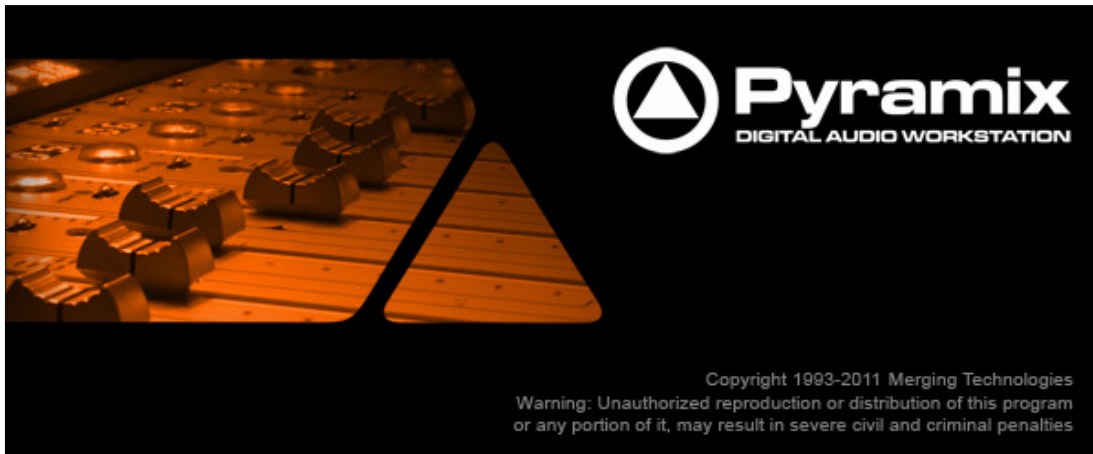 Pyramix
DIGITAL AUDIO WORKSTATION
Copyright 1993-2011 Merging Technologies
Warning: Unauthorized reproduction or distribution of this program
or any portion of it, may result in severe civil and criminal penalties